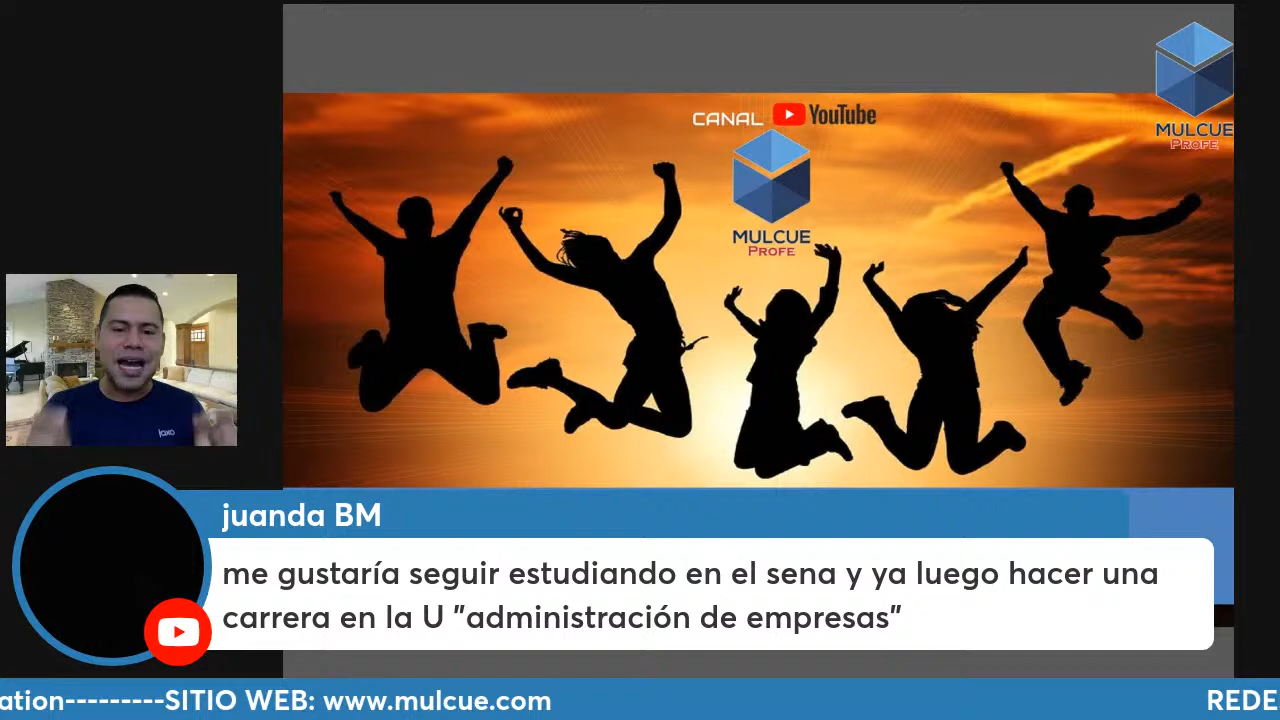 CANAL YouTube
MULCUE
PROFE
MULCUE
PROFE
juanda BM
me gustaría seguir estudiando en el sena y ya luego hacer una
carrera en la U "administración de empresas"
ation---------SITIO WEB: www.mulcue.com
REDE